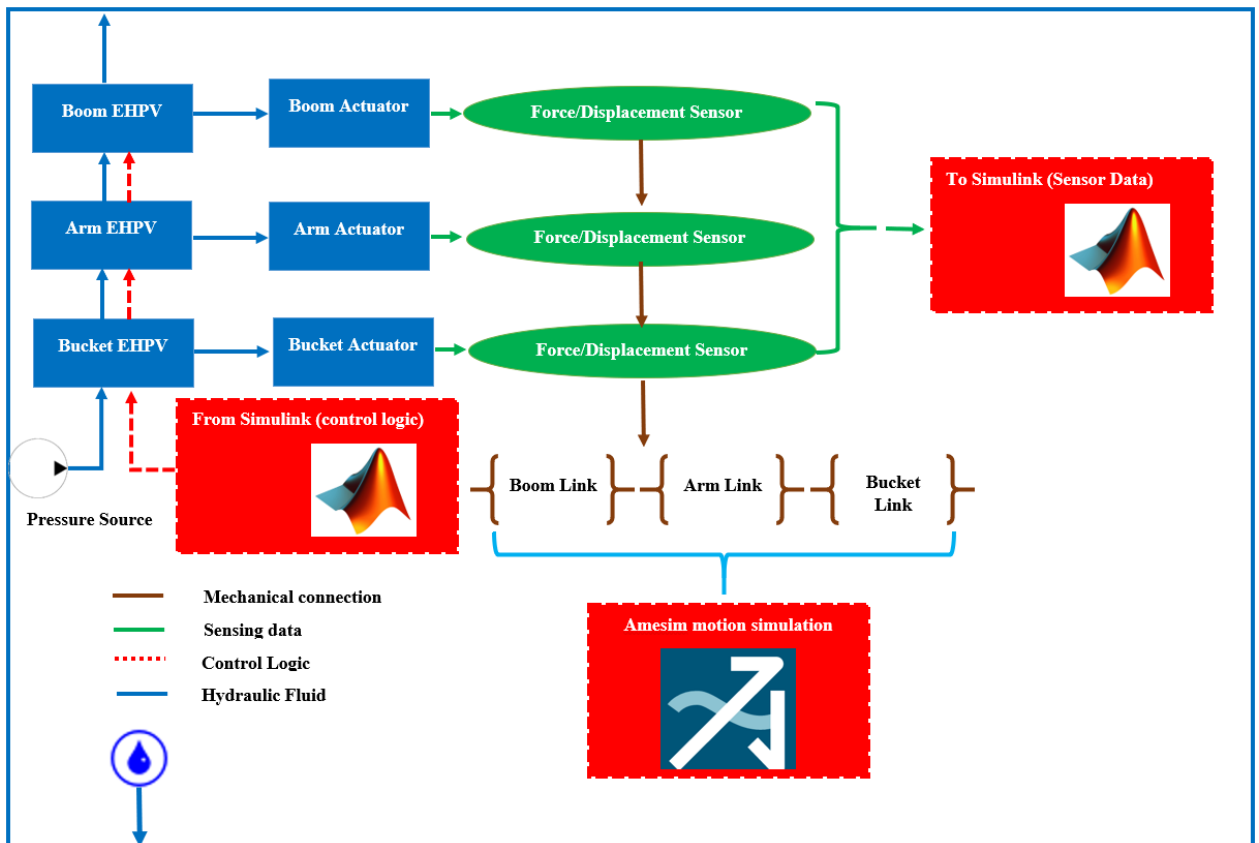 Boom EHPV
Boom Actuator
Force/Displacement Sensor
To Simulink (Sensor Data)
Arm EHPV
Arm Actuator
Force/Displacement Sensor
Bucket EHPV
Bucket Actuator
Force/Displacement Sensor
From Simulink (control logic)
Pressure Source
Boom Link
Arm Link
Bucket
Link
Mechanical connection
Sensing data
Control Logic
Hydraulic Fluid
Amesim motion simulation